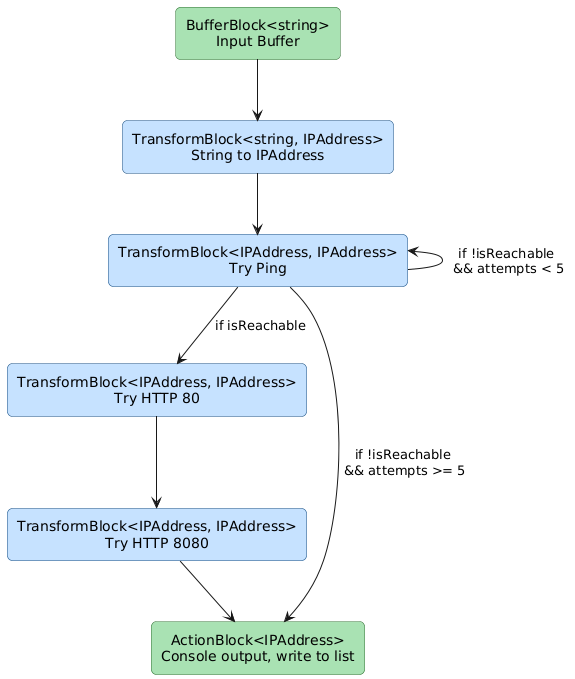 BufferBlock<string>
Input Buffer
TransformBlock<string, IPAddress>
String to IPAddress
TransformBlock<IPAddress, IPAddress>
Try Ping
if !isReachable
&& attempts < 5
if isReachable
TransformBlock<IPAddress, IPAddress>
Try HTTP 80
if !isReachable
&& attempts >= 5
TransformBlock<IPAddress, IPAddress>
Try HTTP 8080
ActionBlock<IPAddress>
Console output, write to list